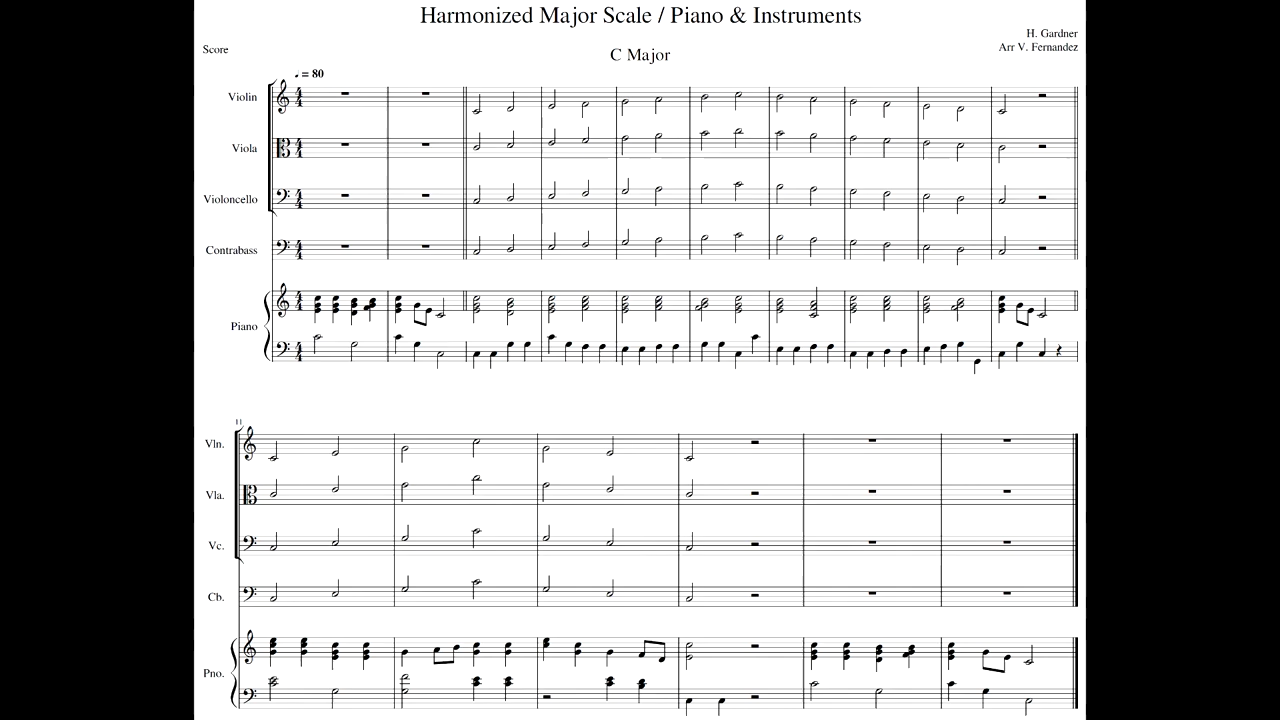 Harmonized Major Scale / Piano & Instruments
H. Gardner
Score
Arr V. Fernandez
C Major
♩ = 80
Violin
Viola
Violoncello
Contrabass
Piano
11
Vln.
Vla.
Vc.
Cb.
Pno.